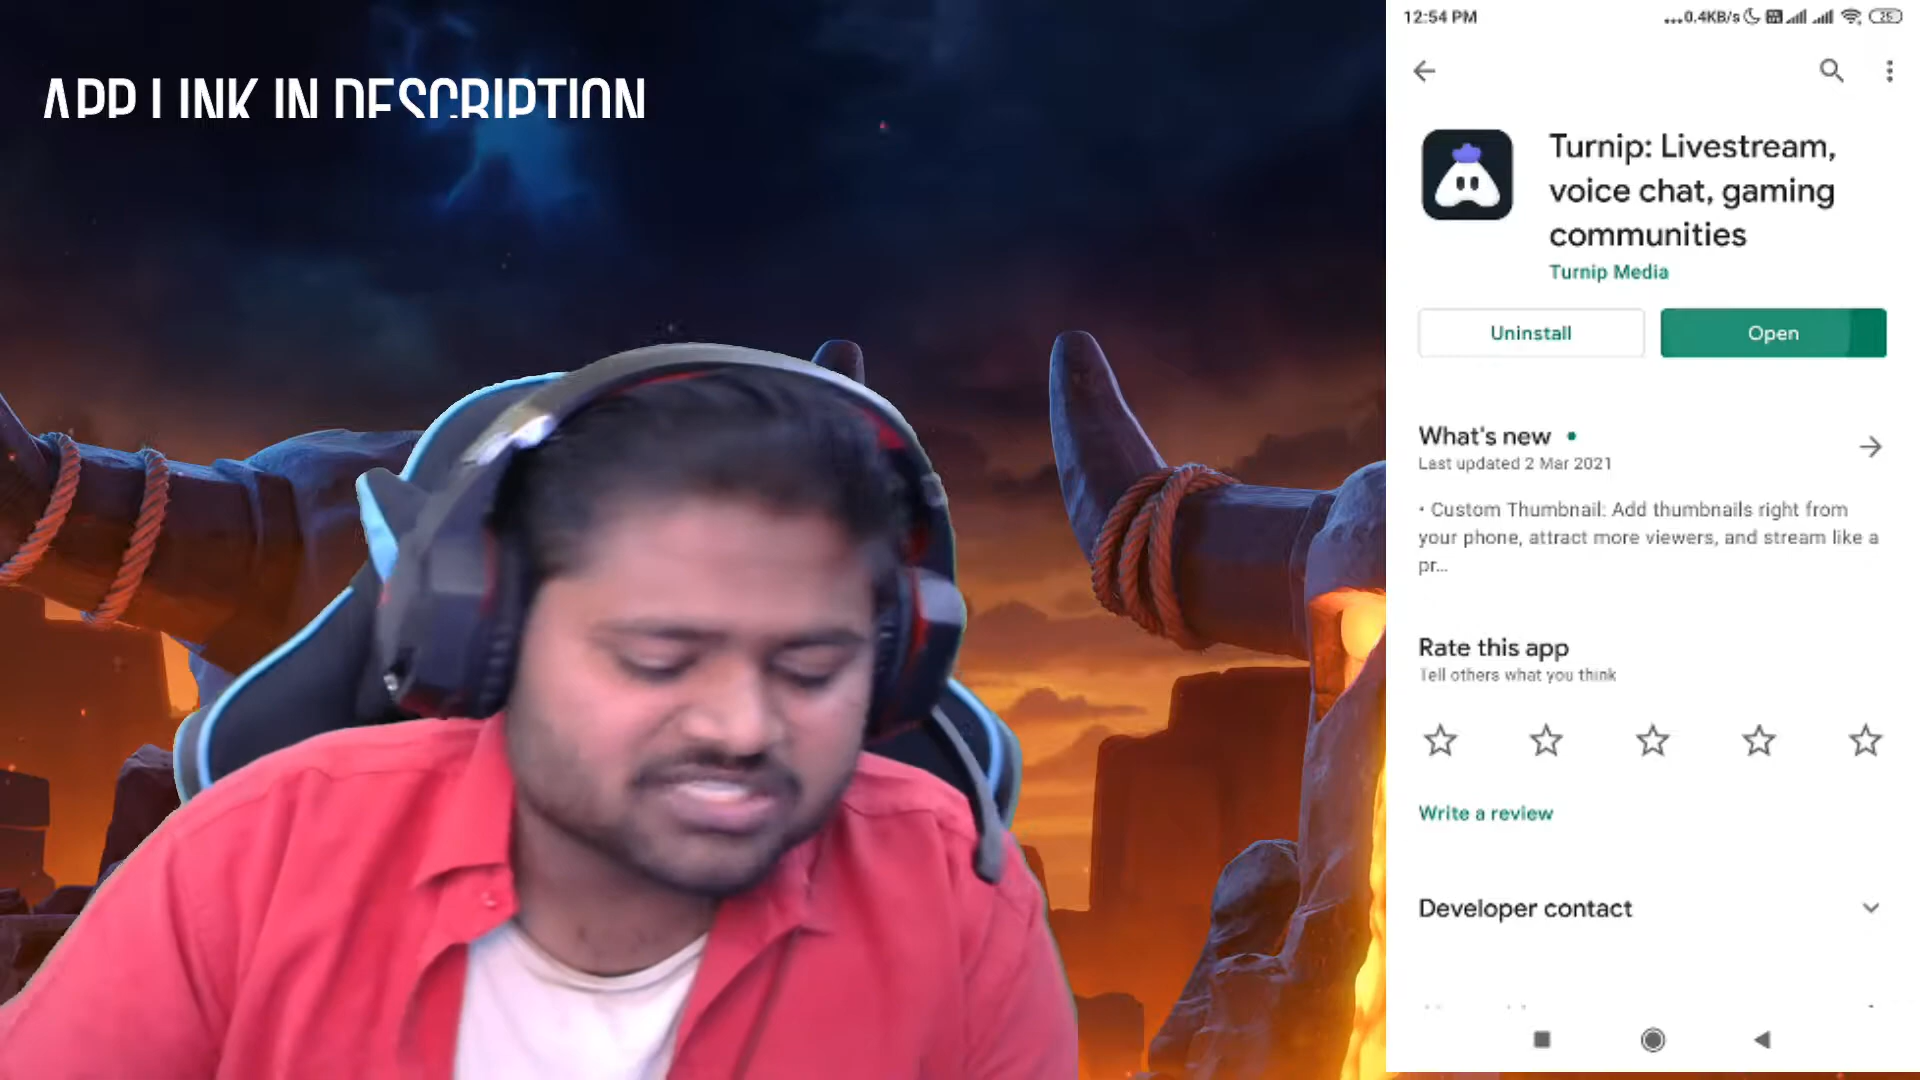 APP LINK IN DESCRIPTION
12:54 PM
...0.4KB/s
25
Turnip: Livestream,
voice chat, gaming
communities
Turnip Media
Uninstall
Open
What's new •
Last updated 2 Mar 2021
• Custom Thumbnail: Add thumbnails right from
your phone, attract more viewers, and stream like a
pr...
Rate this app
Tell others what you think
Write a review
Developer contact